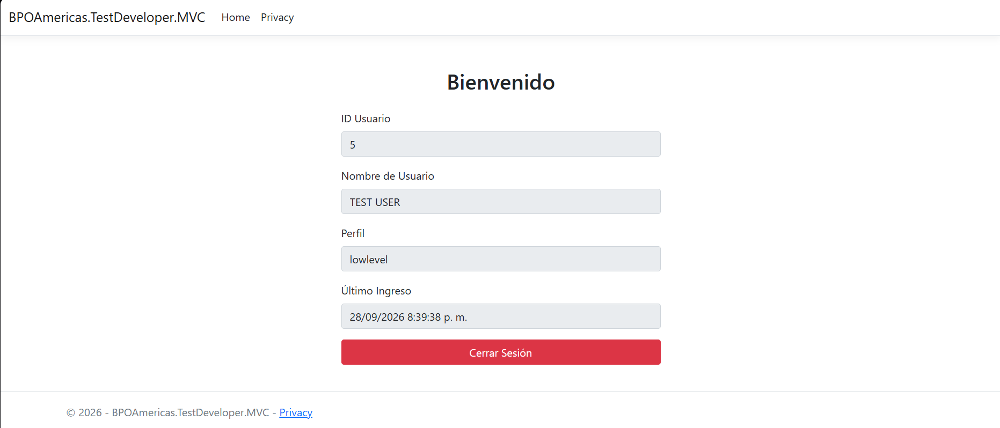 BPOAmericas.TestDeveloper.MVC Home Privacy
Bienvenido
ID Usuario
5
Nombre de Usuario
TEST USER
Perfil
lowlevel
Último Ingreso
28/09/2026 8:39:38 p. m.
Cerrar Sesión
© 2026 - BPOAmericas.TestDeveloper.MVC - Privacy